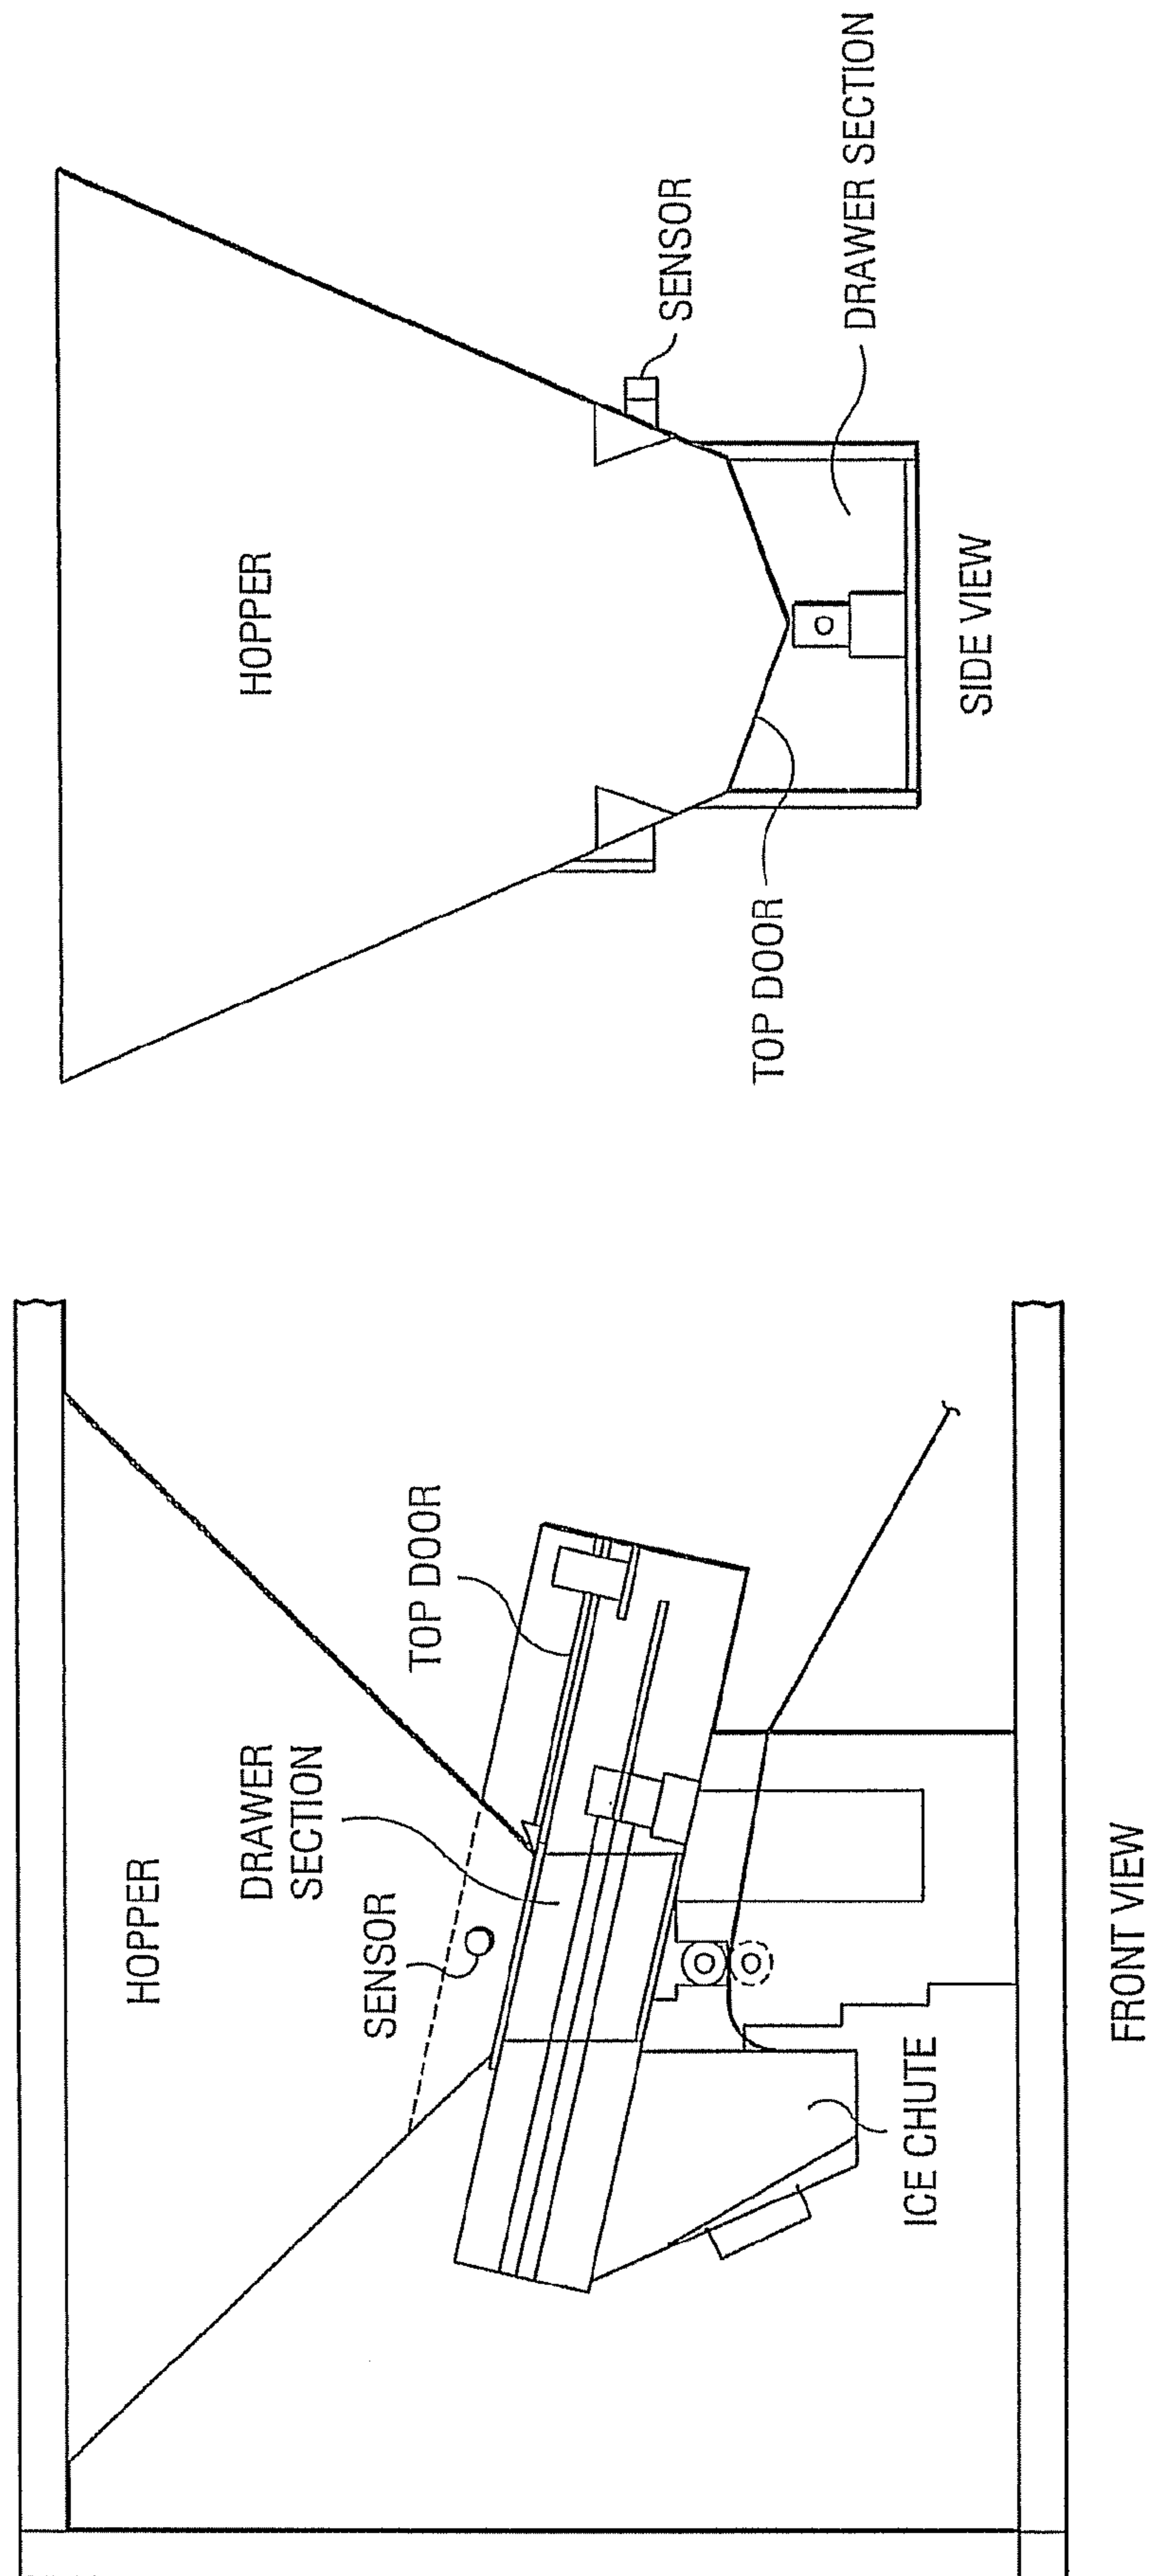 HOPPER
DRAWER
SECTION
TOP DOOR
SENSOR
ICE CHUTE
FRONT VIEW
HOPPER
SENSOR
DRAWER SECTION
TOP DOOR
SIDE VIEW